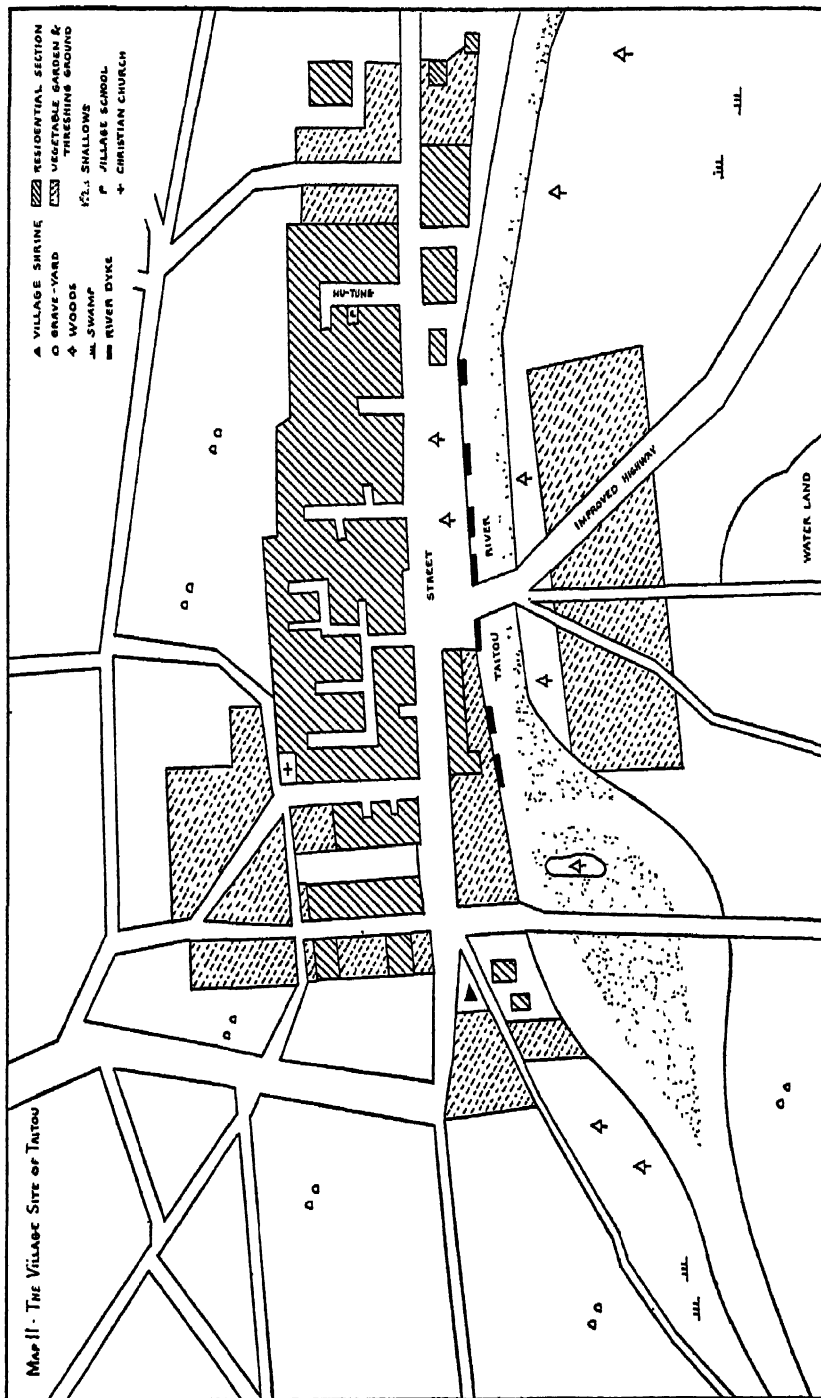 MAP II - THE VILLAGE SITE OF TAITOU
VILLAGE SHRINE
GRAVE-YARD
WOODS
SWAMP
RIVER DYKE
RESIDENTIAL SECTION
VEGETABLE GARDEN &
THRESHING GROUND
SHALLOWS
VILLAGE SCHOOL
CHRISTIAN CHURCH
HU-TUNG
STREET
TAITOU RIVER
IMPROVED HIGHWAY
WATER LAND